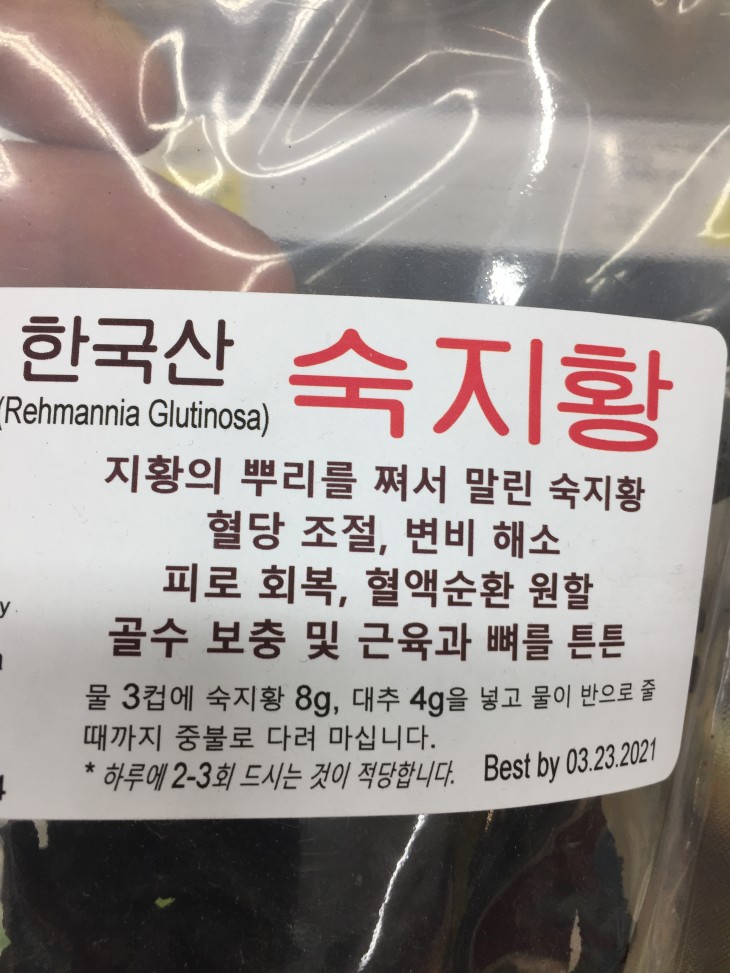 한국산 숙지황
(Rehmannia Glutinosa)
지황의 뿌리를 쪄서 말린 숙지황
혈당 조절, 변비 해소
피로 회복, 혈액순환 원할
골수 보충 및 근육과 뼈를 튼튼
물 3컵에 숙지황 8g, 대추 4g을 넣고 물이 반으로 줄
때까지 중불로 다려 마십니다.
* 하루에 2-3회 드시는 것이 적당합니다.
Best by 03.23.2021